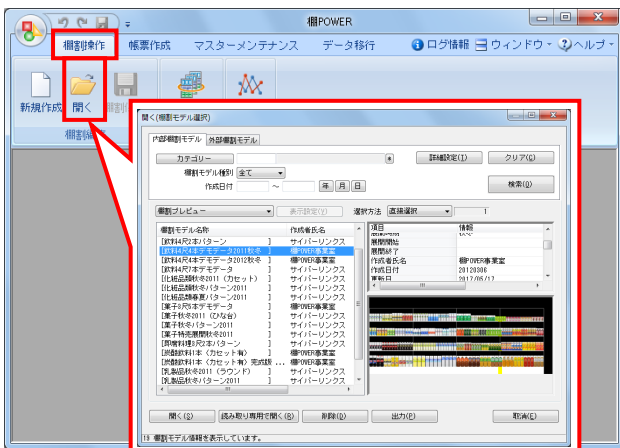 棚POWER
棚割操作 帳票作成 マスターメンテナンス データ移行 ログ情報 ウィンドウ ヘルプ
新規作成 開く
開く(棚割モデル選択)
内部棚割モデル 外部棚割モデル
カテゴリー * 詳細設定(I) クリア(C)
棚割モデル種別 全て
作成日付 ~ 年 月 日 検索(Q)
棚割プレビュー 表示設定(V) 選択方法 直接選択 1
棚割モデル名称 作成者氏名
[飲料4尺2本パターン ] サイバーリンクス
[飲料4尺4本デモデータ2011秋冬 ] 棚POWER事業室
[飲料4尺4本デモデータ2012秋冬 ] 棚POWER事業室
[飲料4尺7本デモデータ ] サイバーリンクス
[化粧品類秋冬2011（カセット） ] サイバーリンクス
[化粧品類秋冬パターン2011 ] サイバーリンクス
[化粧品類春夏パターン2011 ] サイバーリンクス
[菓子3尺5本デモデータ ] サイバーリンクス
[菓子秋冬2011（ひな台） ] サイバーリンクス
[菓子秋冬パターン2011 ] サイバーリンクス
[菓子特売展開秋冬2011 ] サイバーリンクス
[即席料理3尺2本パターン ] サイバーリンクス
[炭酸飲料1本（カセット有） ] 棚POWER事業室
[炭酸飲料1本（カセット有）完成版 ... 棚POWER事業室
[乳製品秋冬2011（ラウンド） ] サイバーリンクス
[乳製品秋冬パターン2011 ] サイバーリンクス
項目 情報
展開開始
展開終了
作成者氏名 棚POWER事業室
作成日付 20120306
更新日 2017/05/17
開く(S) 読み取り専用で開く(R) 削除(D) 出力(P) 取消(E)
19 棚割モデル情報を表示しています。